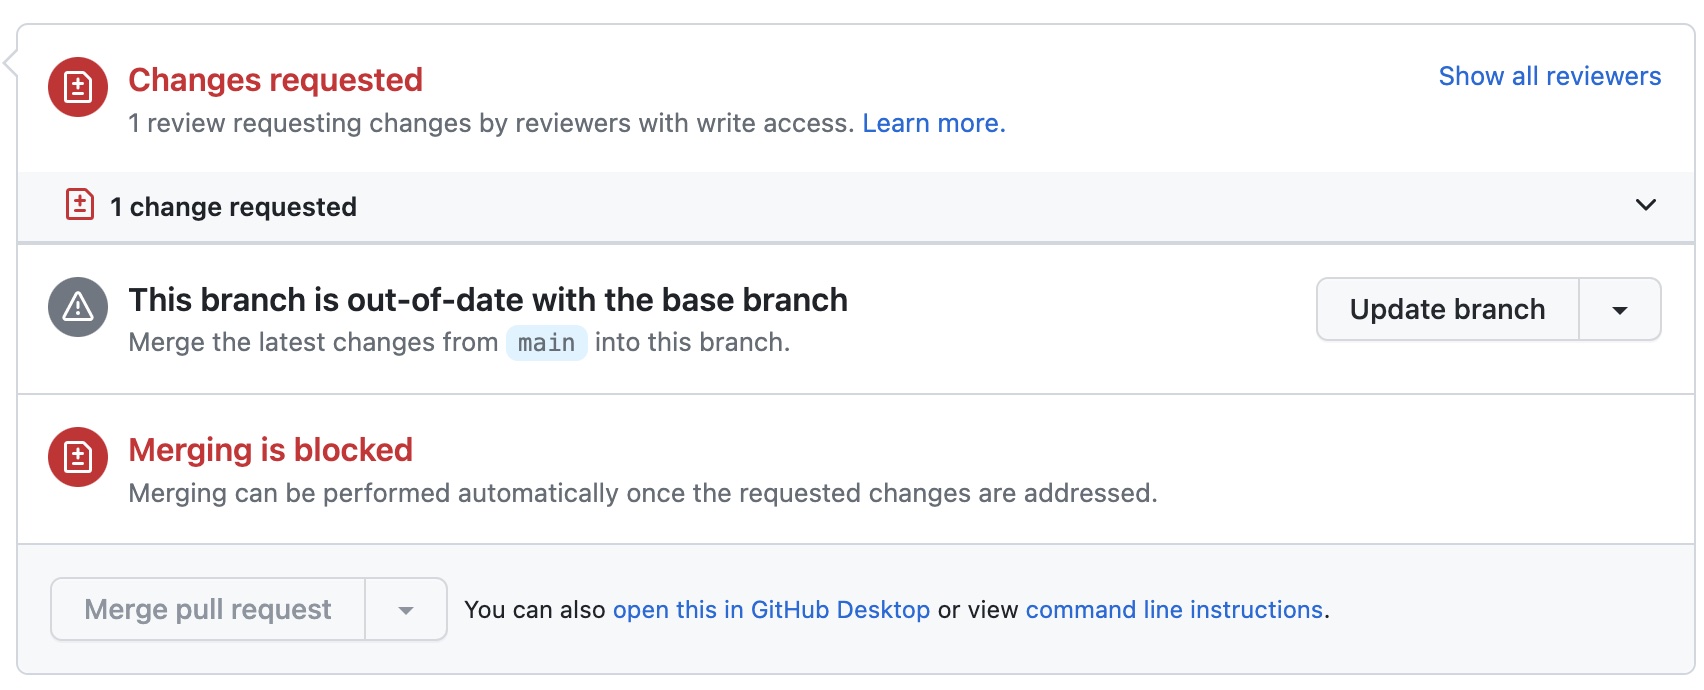 Changes requested
Show all reviewers
1 review requesting changes by reviewers with write access. Learn more.
1 change requested
This branch is out-of-date with the base branch
Update branch
Merge the latest changes from main into this branch.
Merging is blocked
Merging can be performed automatically once the requested changes are addressed.
Merge pull request
You can also open this in GitHub Desktop or view command line instructions.